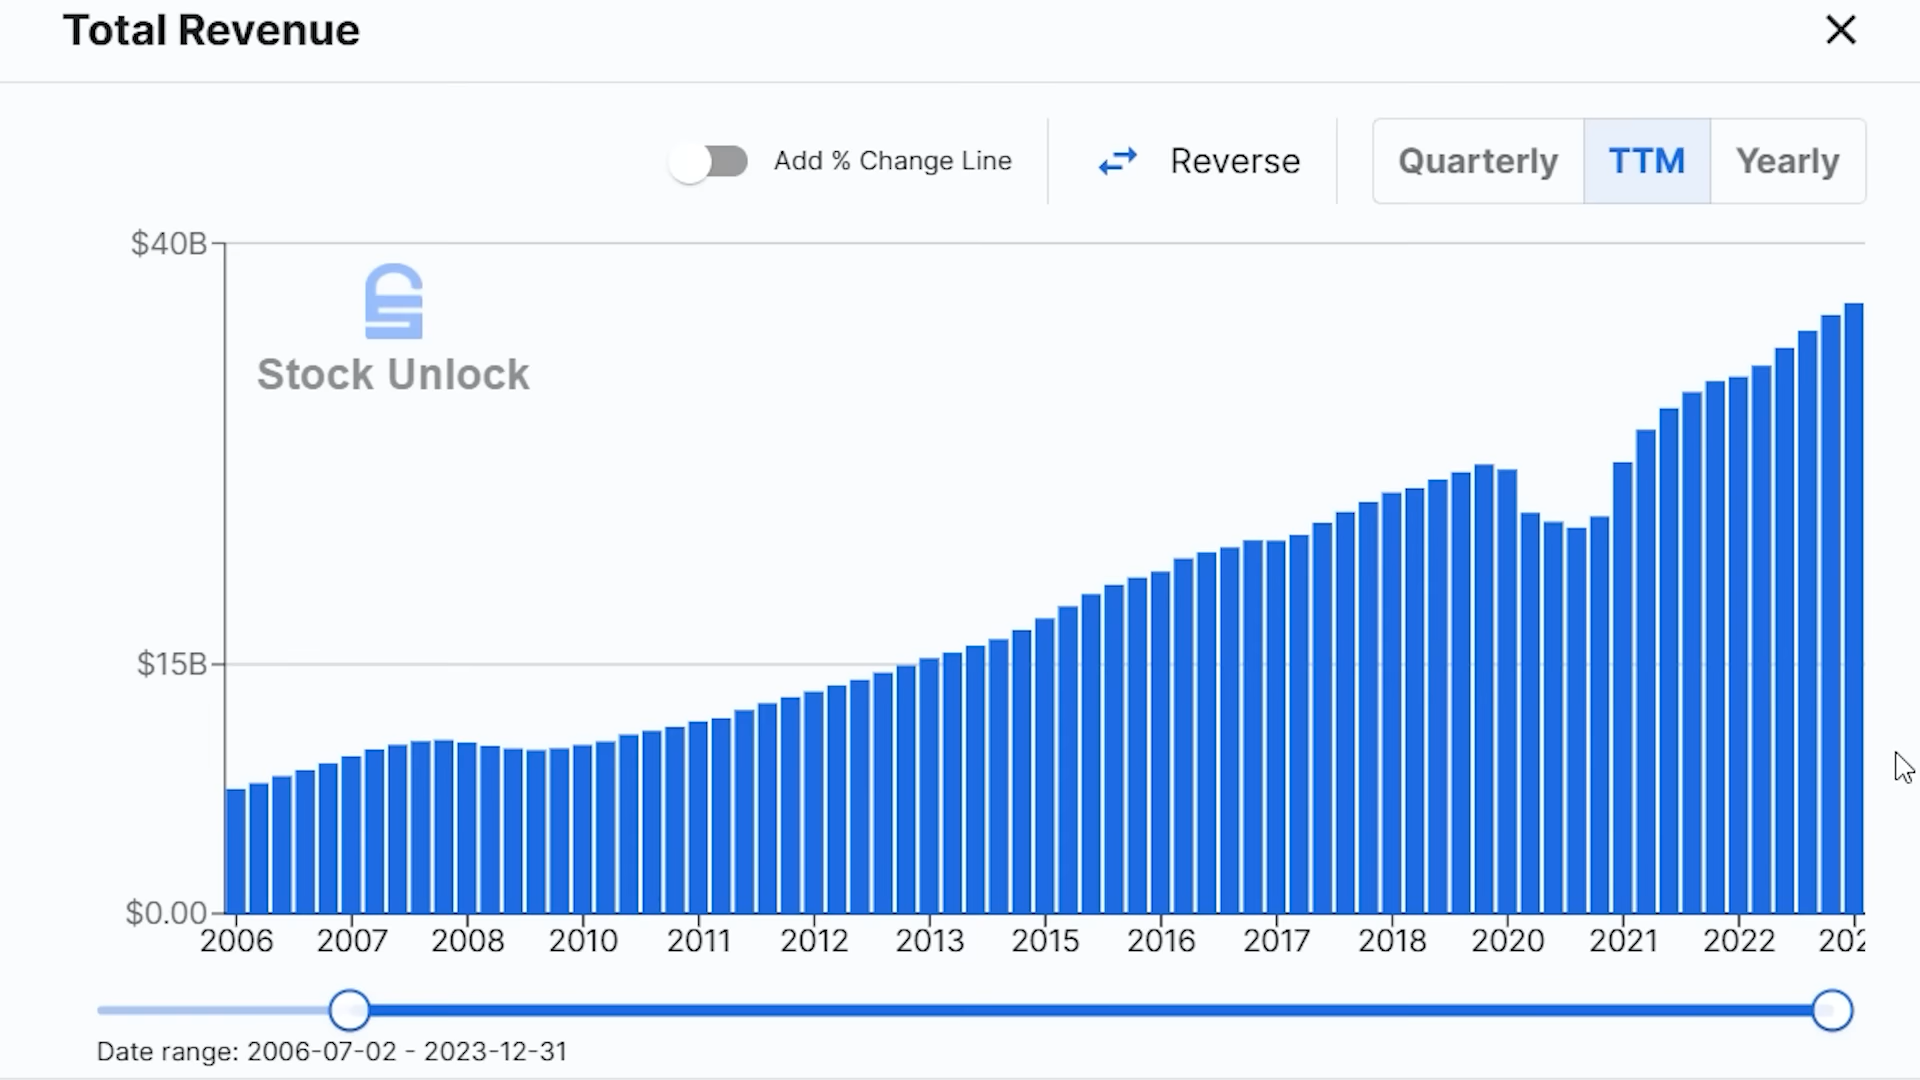 Total Revenue
Add % Change Line
Reverse
Quarterly
TTM
Yearly
$40B
Stock Unlock
$15B
$0.00
2006 2007 2008 2010 2011 2012 2013 2015 2016 2017 2018 2020 2021 2022 202
Date range: 2006-07-02 - 2023-12-31